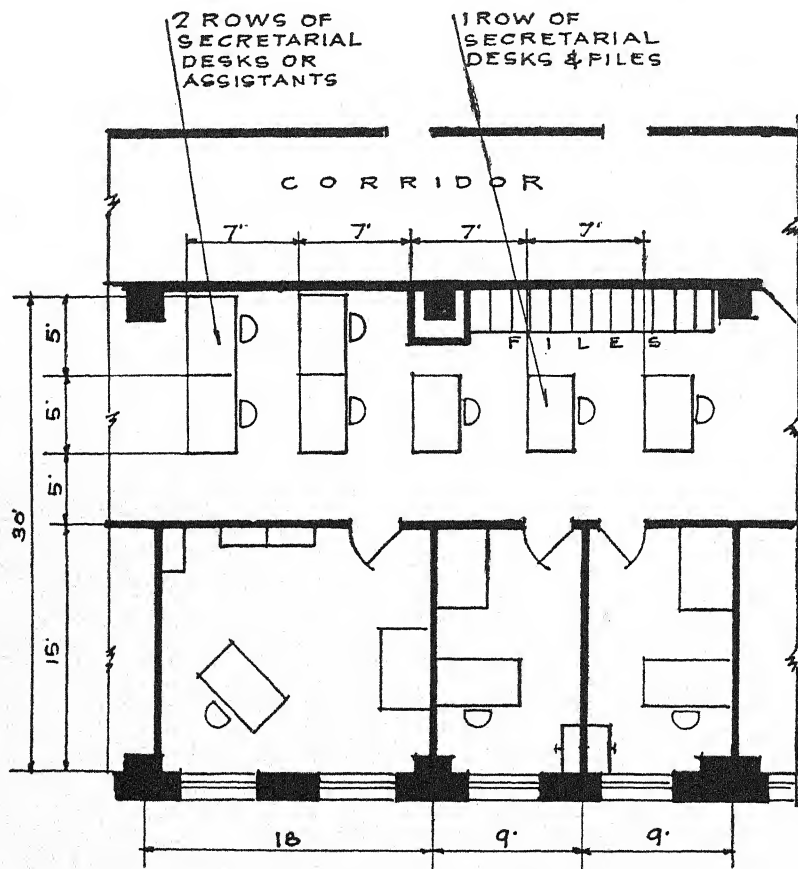 2 ROWS OF
SECRETARIAL
DESKS OR
ASSISTANTS
1 ROW OF
SECRETARIAL
DESKS & FILES
CORRIDOR
7' 7' 7' 7'
5'
FILES
5'
5'
30'
15'
18 9' 9'